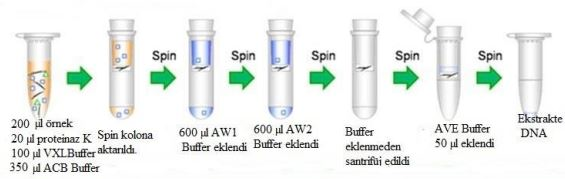 Spin
Spin
Spin
Spin
Spin
200 µl örnek
20 µl proteinaz K
100 µl VXLBuffer
350 µl ACB Buffer
Spin kolona
aktarıldı.
600 µl AW1
Buffer eklendi
600 µl AW2
Buffer eklendi
Buffer
eklenmeden
santrifüj edildi
AVE Buffer
50 µl eklendi
Ekstrakte
DNA